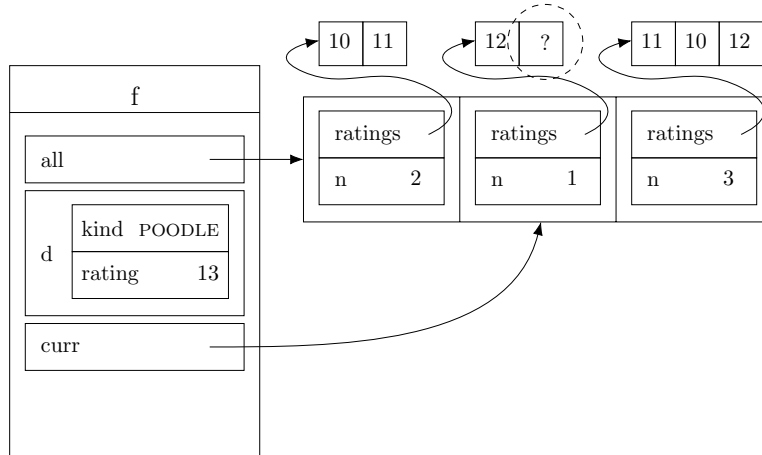 10 11
12 ?
11 10 12
f
ratings
ratings
ratings
all
n 2
n 1
n 3
kind POODLE
d
rating 13
curr